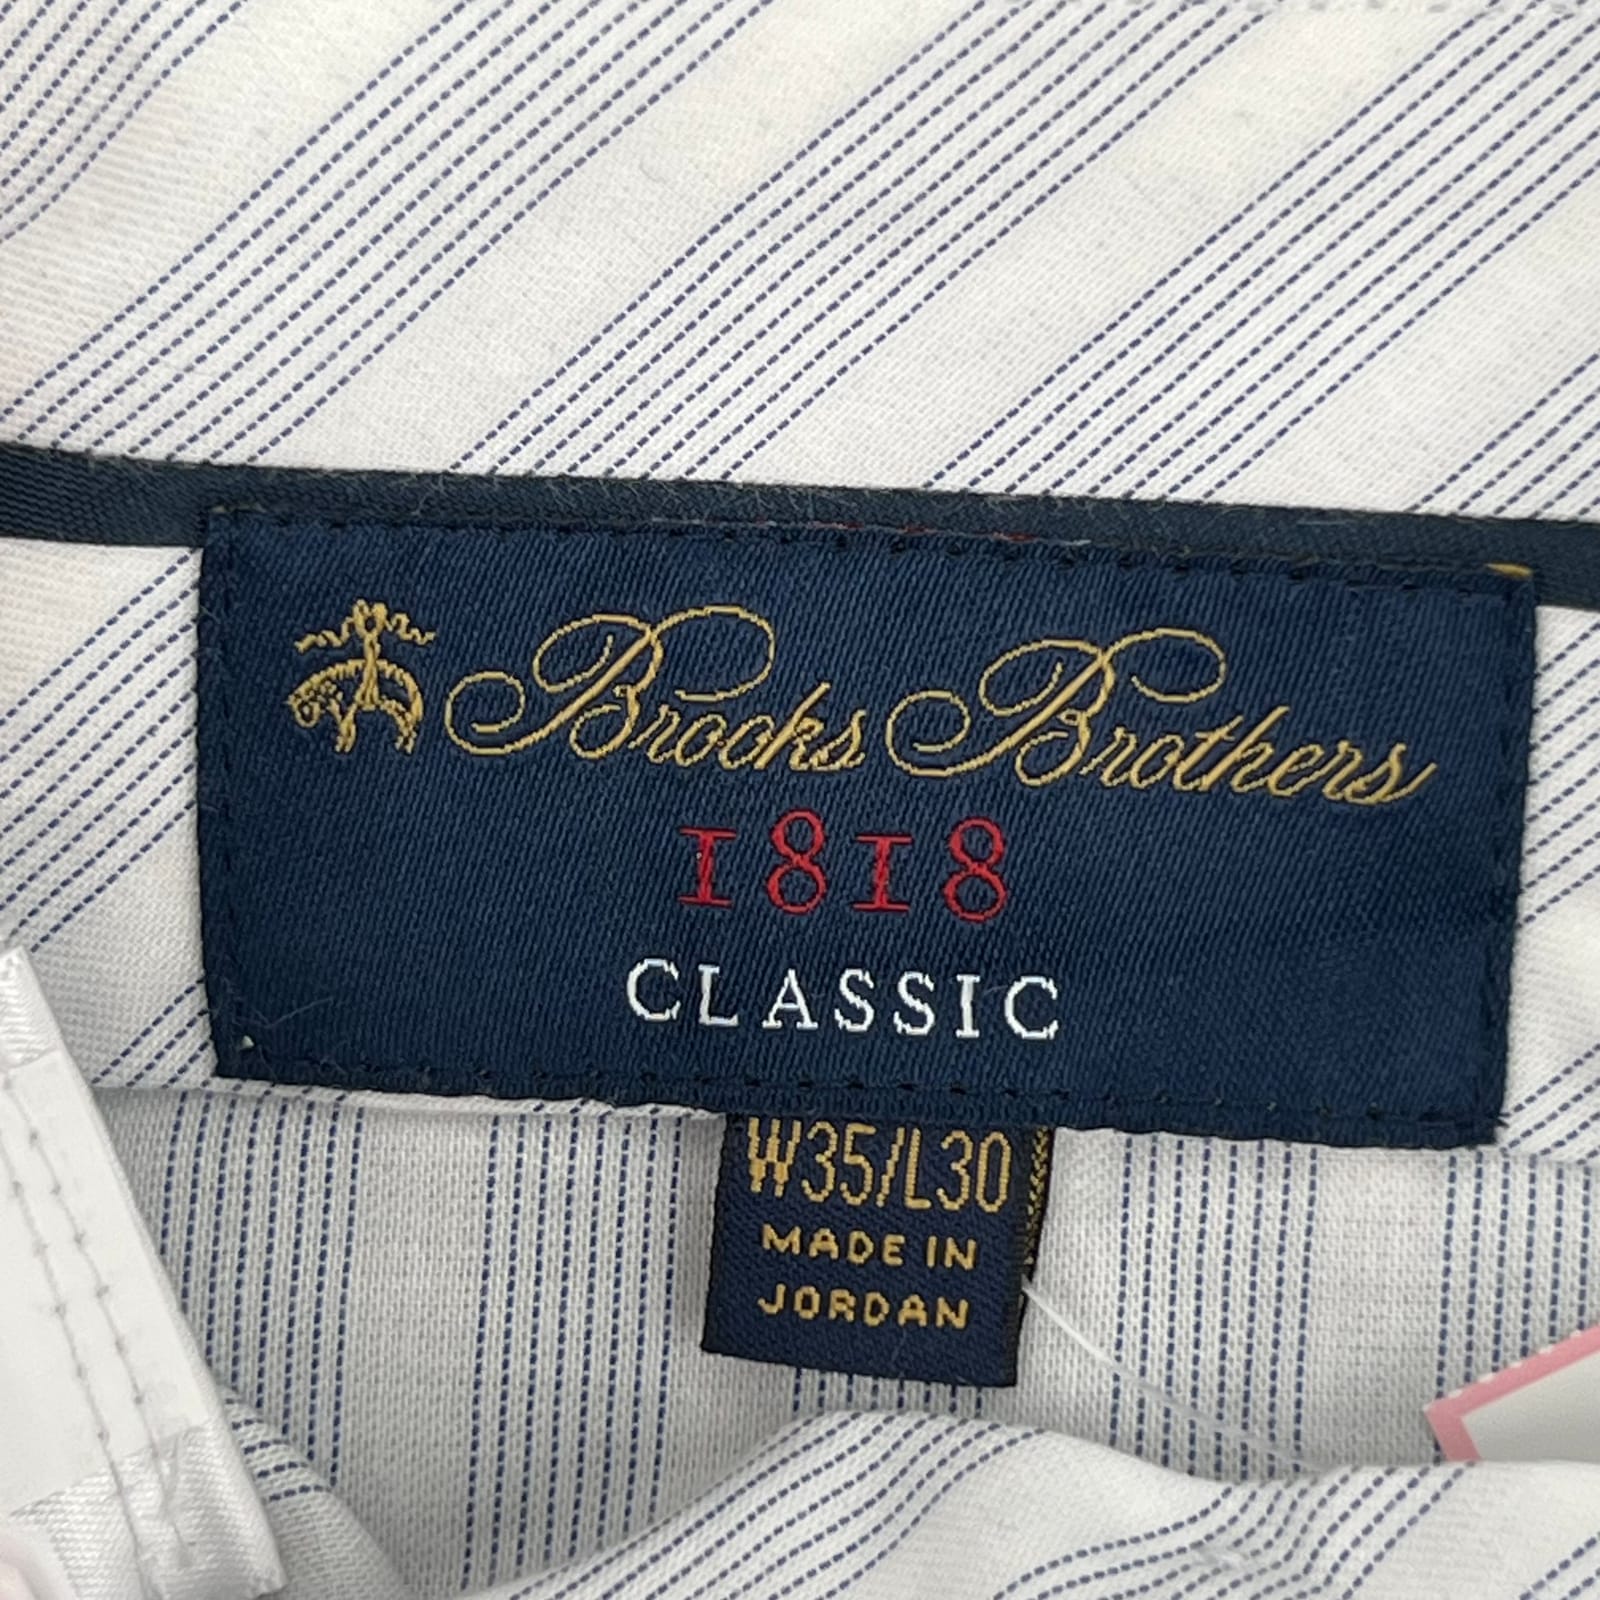 Brooks Brothers
1818
CLASSIC
W35/L30
MADE IN
JORDAN